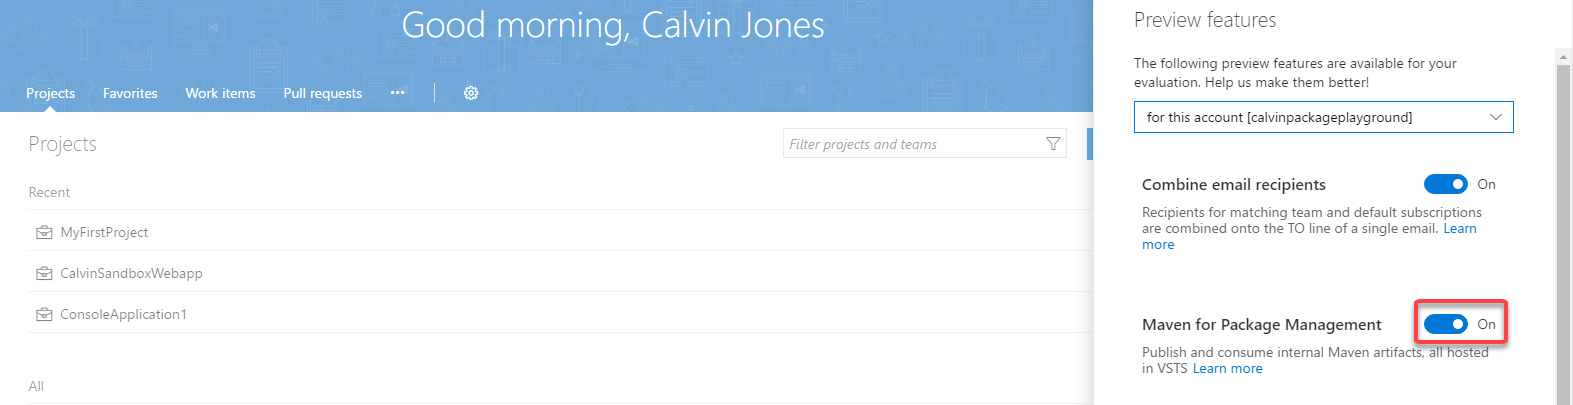 Good morning, Calvin Jones
Projects Favorites Work items Pull requests ···
Projects
Filter projects and teams
Recent
MyFirstProject
CalvinSandboxWebapp
ConsoleApplication1
All
Preview features
The following preview features are available for your
evaluation. Help us make them better!
for this account [calvinpackageplayground]
Combine email recipients On
Recipients for matching team and default subscriptions
are combined onto the TO line of a single email. Learn
more
Maven for Package Management On
Publish and consume internal Maven artifacts, all hosted
in VSTS Learn more